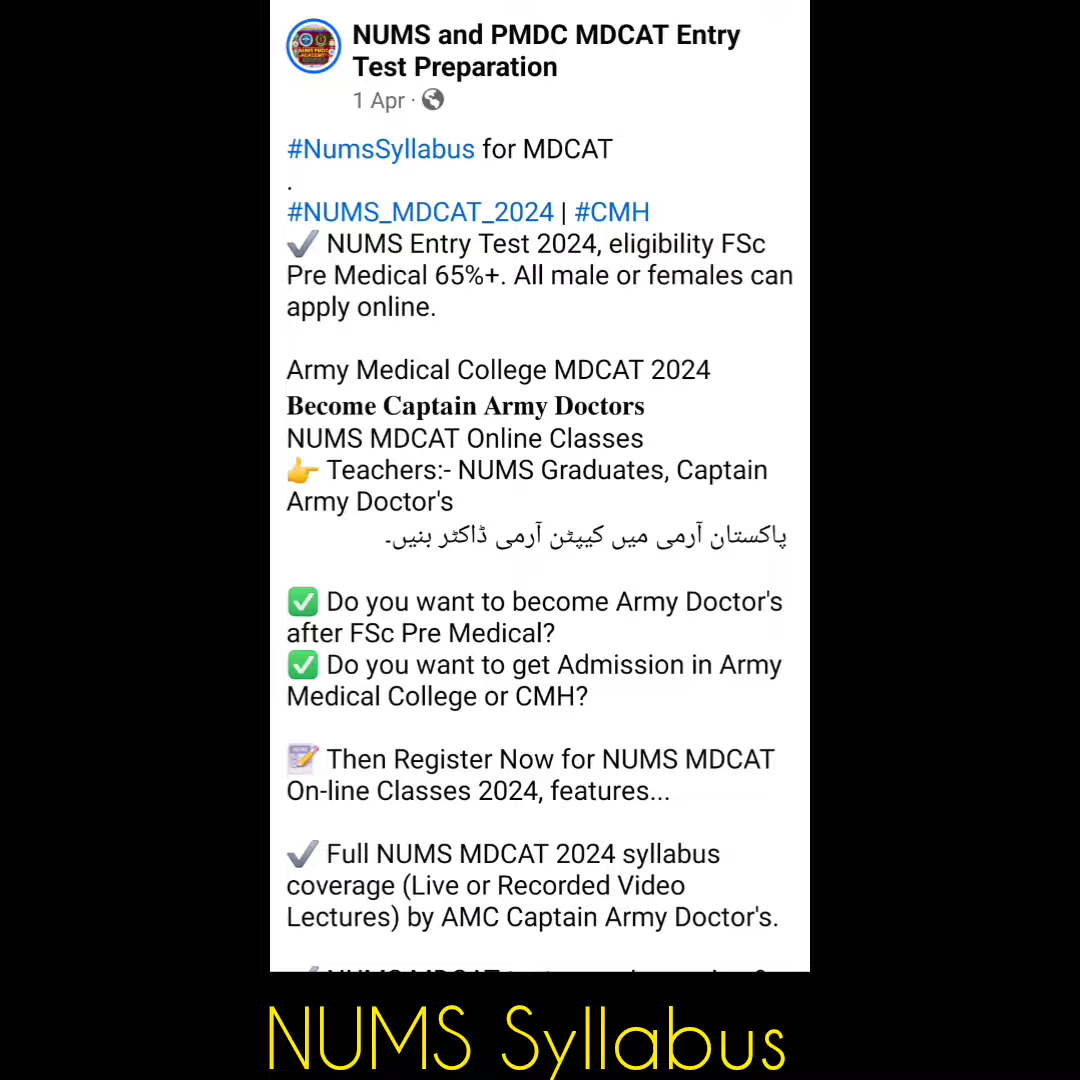 NUMS and PMDC MDCAT Entry
Test Preparation
1 Apr ·
#NumsSyllabus for MDCAT
.
#NUMS_MDCAT_2024 | #CMH
✔ NUMS Entry Test 2024, eligibility FSc
Pre Medical 65%+. All male or females can
apply online.
Army Medical College MDCAT 2024
Become Captain Army Doctors
NUMS MDCAT Online Classes
👉 Teachers:- NUMS Graduates, Captain
Army Doctor's
پاکستان آرمی میں کیپٹن آرمی ڈاکٹر بنیں۔
✅ Do you want to become Army Doctor's
after FSc Pre Medical?
✅ Do you want to get Admission in Army
Medical College or CMH?
📝 Then Register Now for NUMS MDCAT
On-line Classes 2024, features...
✔ Full NUMS MDCAT 2024 syllabus
coverage (Live or Recorded Video
Lectures) by AMC Captain Army Doctor's.
NUMS Syllabus